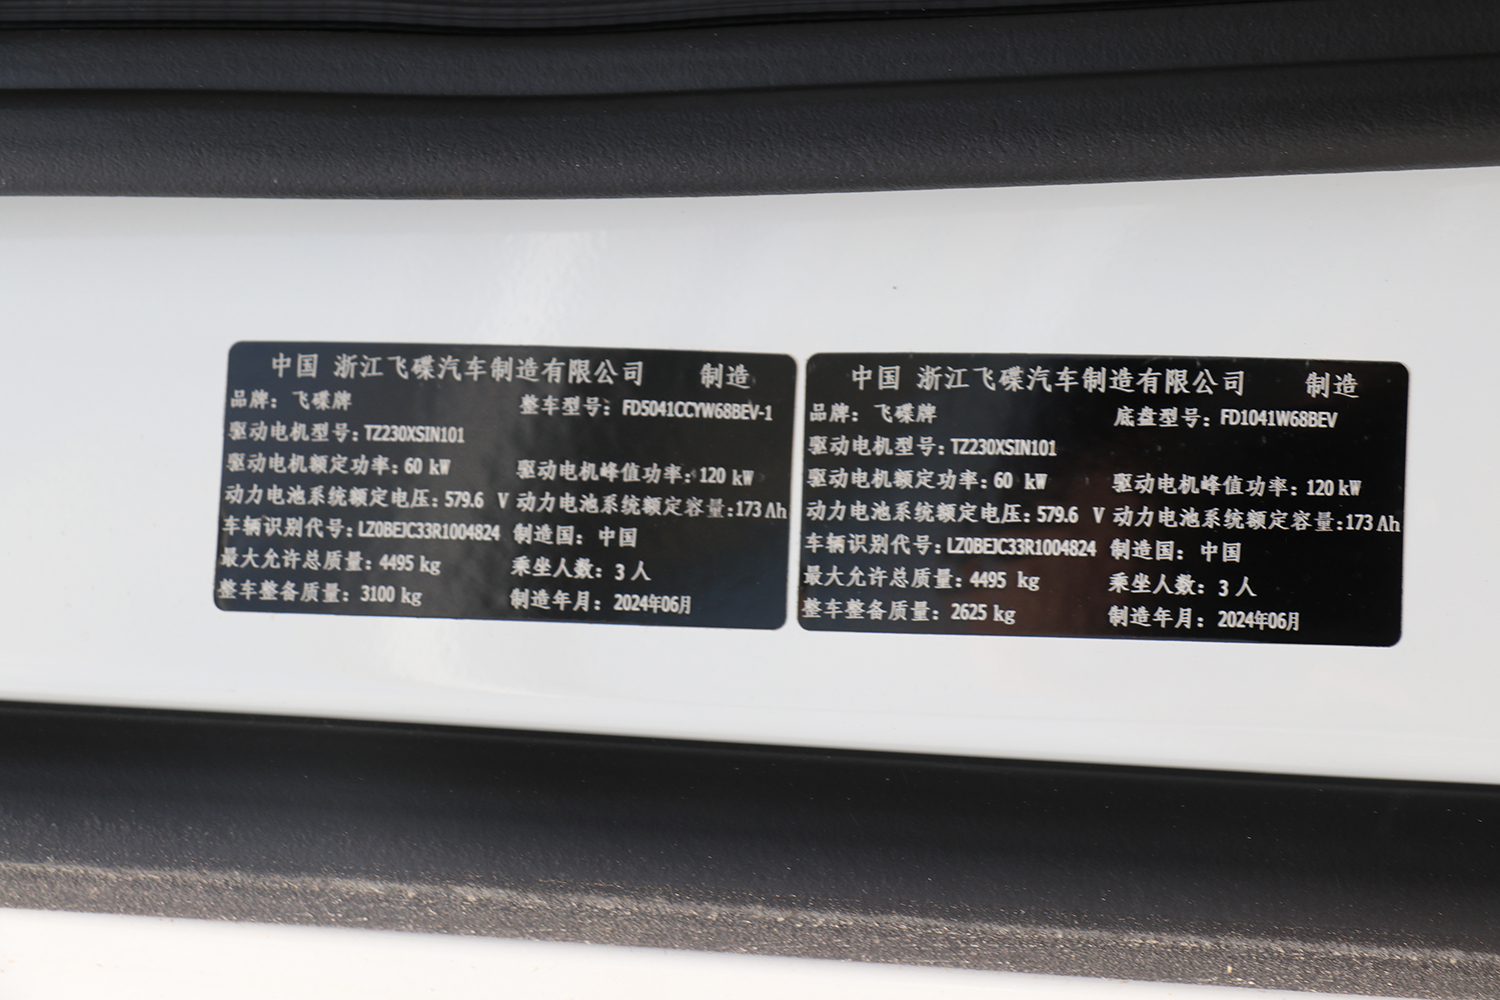 中国 浙江飞碟汽车制造有限公司 制造
品牌：飞碟牌 整车型号：FD5041CCYW68BEV-1
驱动电机型号：TZ230XSIN101
驱动电机额定功率：60 kW 驱动电机峰值功率：120 kW
动力电池系统额定电压：579.6 V 动力电池系统额定容量：173Ah
车辆识别代号：LZ0BEJC33R1004824 制造国：中国
最大允许总质量：4495 kg 乘坐人数：3人
整车整备质量：3100 kg 制造年月：2024年06月
中国 浙江飞碟汽车制造有限公司 制造
品牌：飞碟牌 底盘型号：FD1041W68BEV
驱动电机型号：TZ230XSIN101
驱动电机额定功率：60 kW 驱动电机峰值功率：120 kW
动力电池系统额定电压：579.6 V 动力电池系统额定容量：173Ah
车辆识别代号：LZ0BEJC33R1004824 制造国：中国
最大允许总质量：4495 kg 乘坐人数：3人
整车整备质量：2625 kg 制造年月：2024年06月